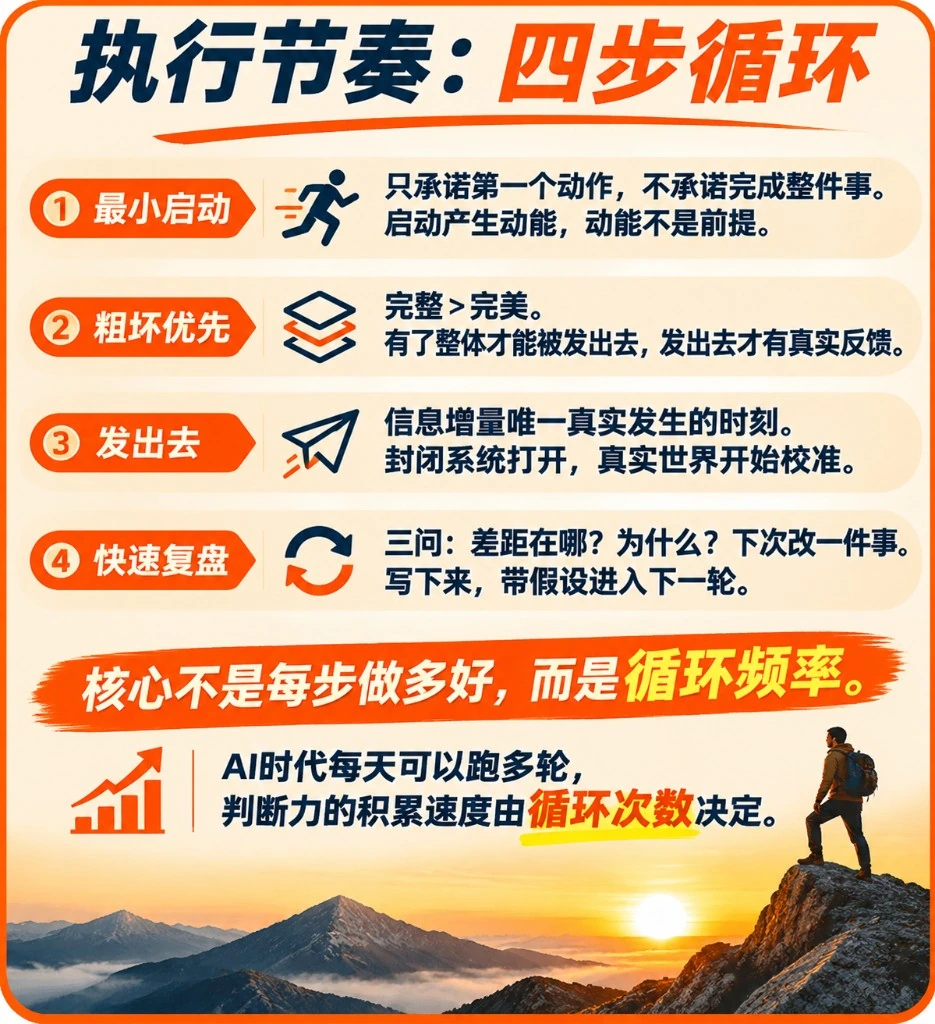 执行节奏：四步循环
1 最小启动
只承诺第一个动作，不承诺完成整件事。
启动产生动能，动能不是前提。
2 粗坏优先
完整>完美。
有了整体才能被发出去，发出去才有真实反馈。
3 发出去
信息增量唯一真实发生的时刻。
封闭系统打开，真实世界开始校准。
4 快速复盘
三问：差距在哪？为什么？下次改一件事。
写下来，带假设进入下一轮。
核心不是每步做多好，而是循环频率。
AI时代每天可以跑多轮，
判断力的积累速度由循环次数决定。